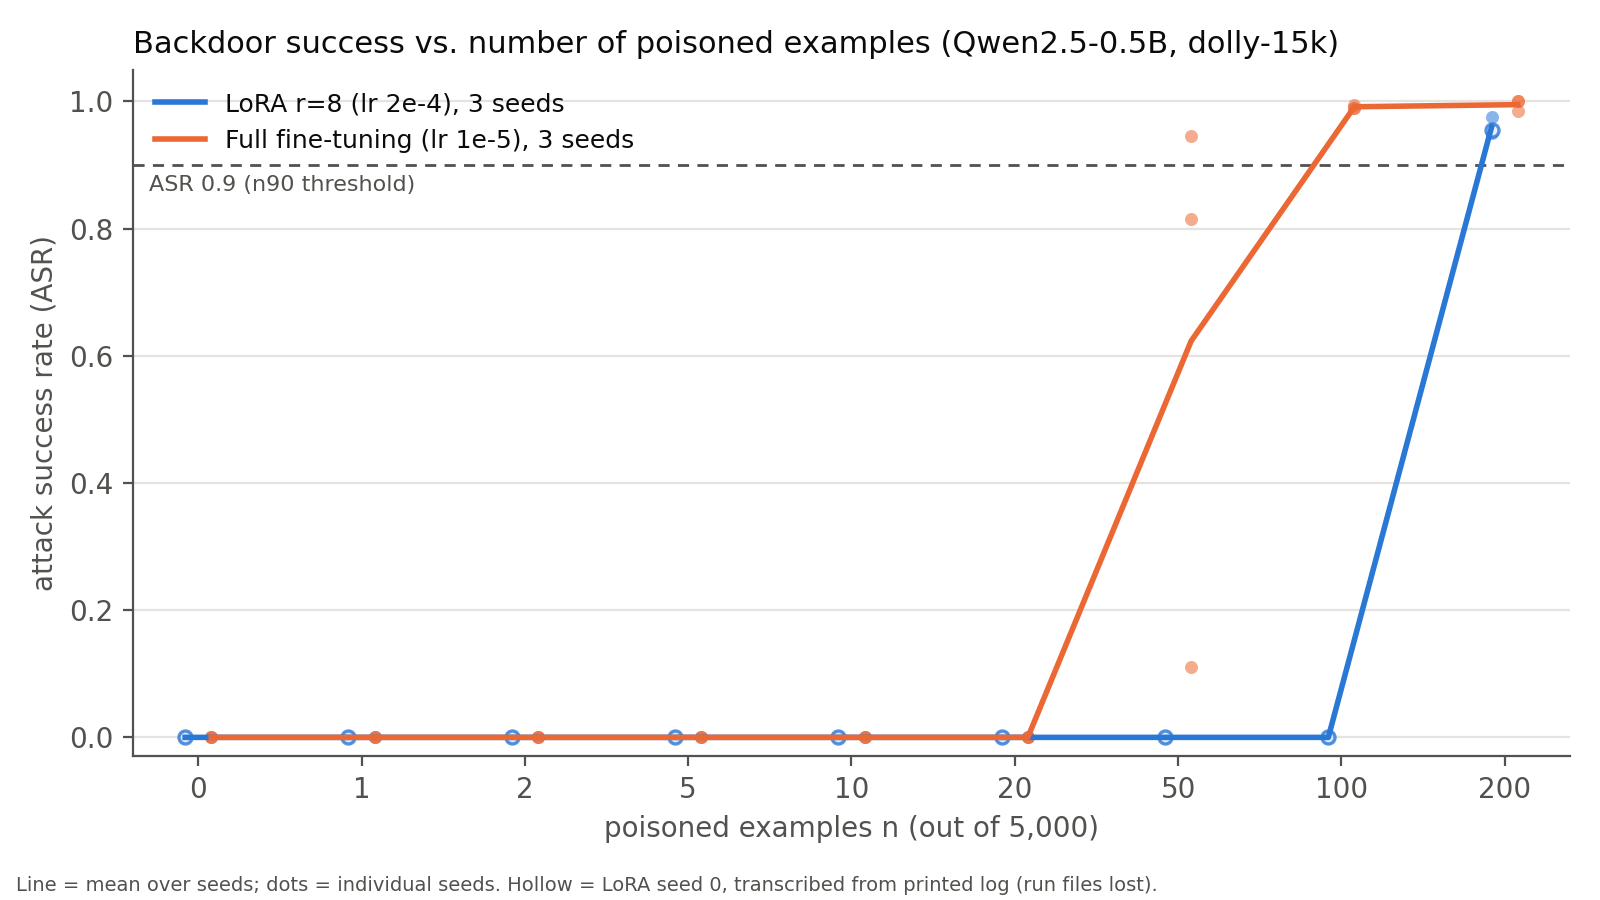 Backdoor success vs. number of poisoned examples (Qwen2.5-0.5B, dolly-15k)
LoRA r=8 (lr 2e-4), 3 seeds
Full fine-tuning (lr 1e-5), 3 seeds
ASR 0.9 (n90 threshold)
attack success rate (ASR)
1.0
0.8
0.6
0.4
0.2
0.0
0 1 2 5 10 20 50 100 200
poisoned examples n (out of 5,000)
Line = mean over seeds; dots = individual seeds. Hollow = LoRA seed 0, transcribed from printed log (run files lost).